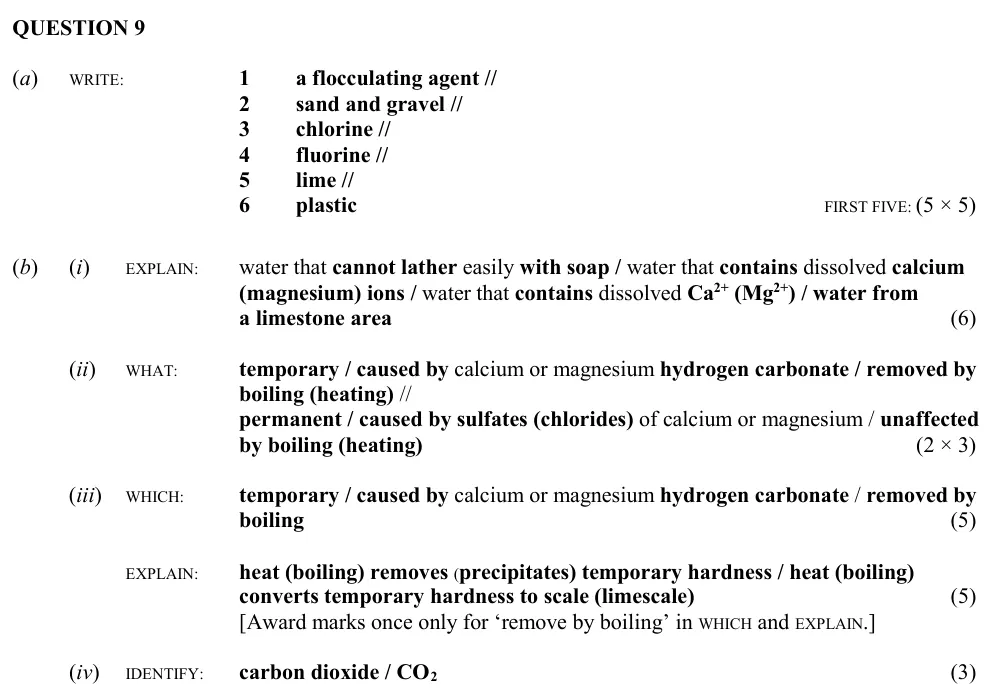 QUESTION 9
(a) WRITE: 1 a flocculating agent //
2 sand and gravel //
3 chlorine //
4 fluorine //
5 lime //
6 plastic FIRST FIVE: (5 × 5)
(b) (i) EXPLAIN: water that cannot lather easily with soap / water that contains dissolved calcium
(magnesium) ions / water that contains dissolved Ca²⁺ (Mg²⁺) / water from
a limestone area (6)
(ii) WHAT: temporary / caused by calcium or magnesium hydrogen carbonate / removed by
boiling (heating) //
permanent / caused by sulfates (chlorides) of calcium or magnesium / unaffected
by boiling (heating) (2 × 3)
(iii) WHICH: temporary / caused by calcium or magnesium hydrogen carbonate / removed by
boiling (5)
EXPLAIN: heat (boiling) removes (precipitates) temporary hardness / heat (boiling)
converts temporary hardness to scale (limescale) (5)
[Award marks once only for ‘remove by boiling’ in WHICH and EXPLAIN.]
(iv) IDENTIFY: carbon dioxide / CO₂ (3)